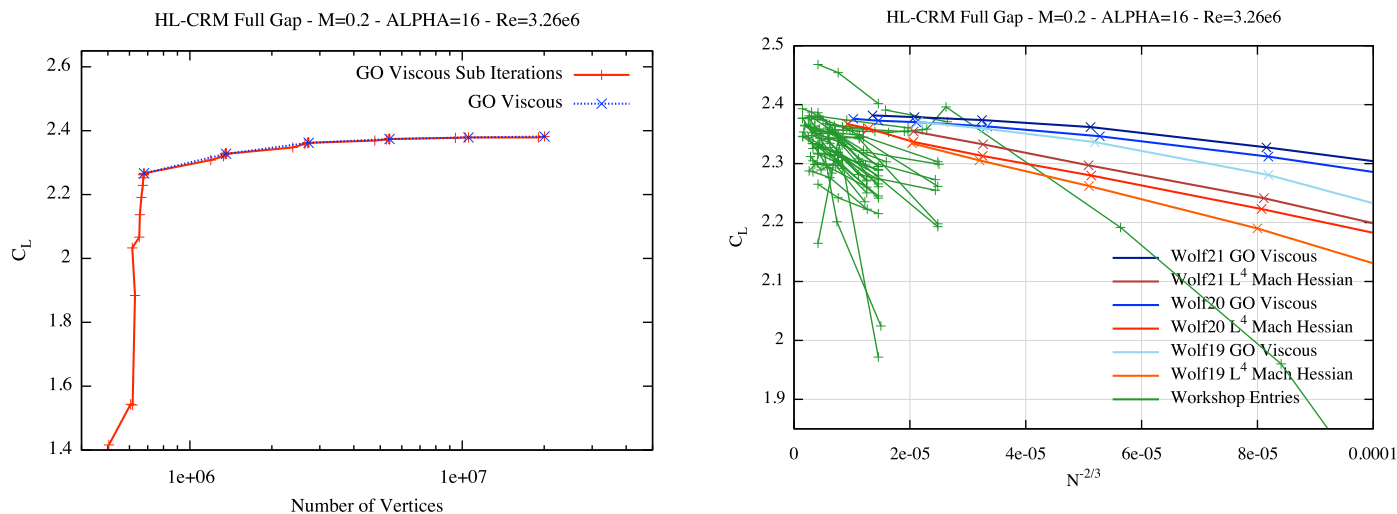 HL-CRM Full Gap - M=0.2 - ALPHA=16 - Re=3.26e6
2.6
2.4
2.2
2
1.8
1.6
1.4
C_L
GO Viscous Sub Iterations
GO Viscous
1e+06
1e+07
Number of Vertices
HL-CRM Full Gap - M=0.2 - ALPHA=16 - Re=3.26e6
2.5
2.4
2.3
2.2
2.1
2
1.9
C_L
Wolf21 GO Viscous
Wolf21 L^4 Mach Hessian
Wolf20 GO Viscous
Wolf20 L^4 Mach Hessian
Wolf19 GO Viscous
Wolf19 L^4 Mach Hessian
Workshop Entries
0
2e-05
4e-05
6e-05
8e-05
0.0001
N^-2/3